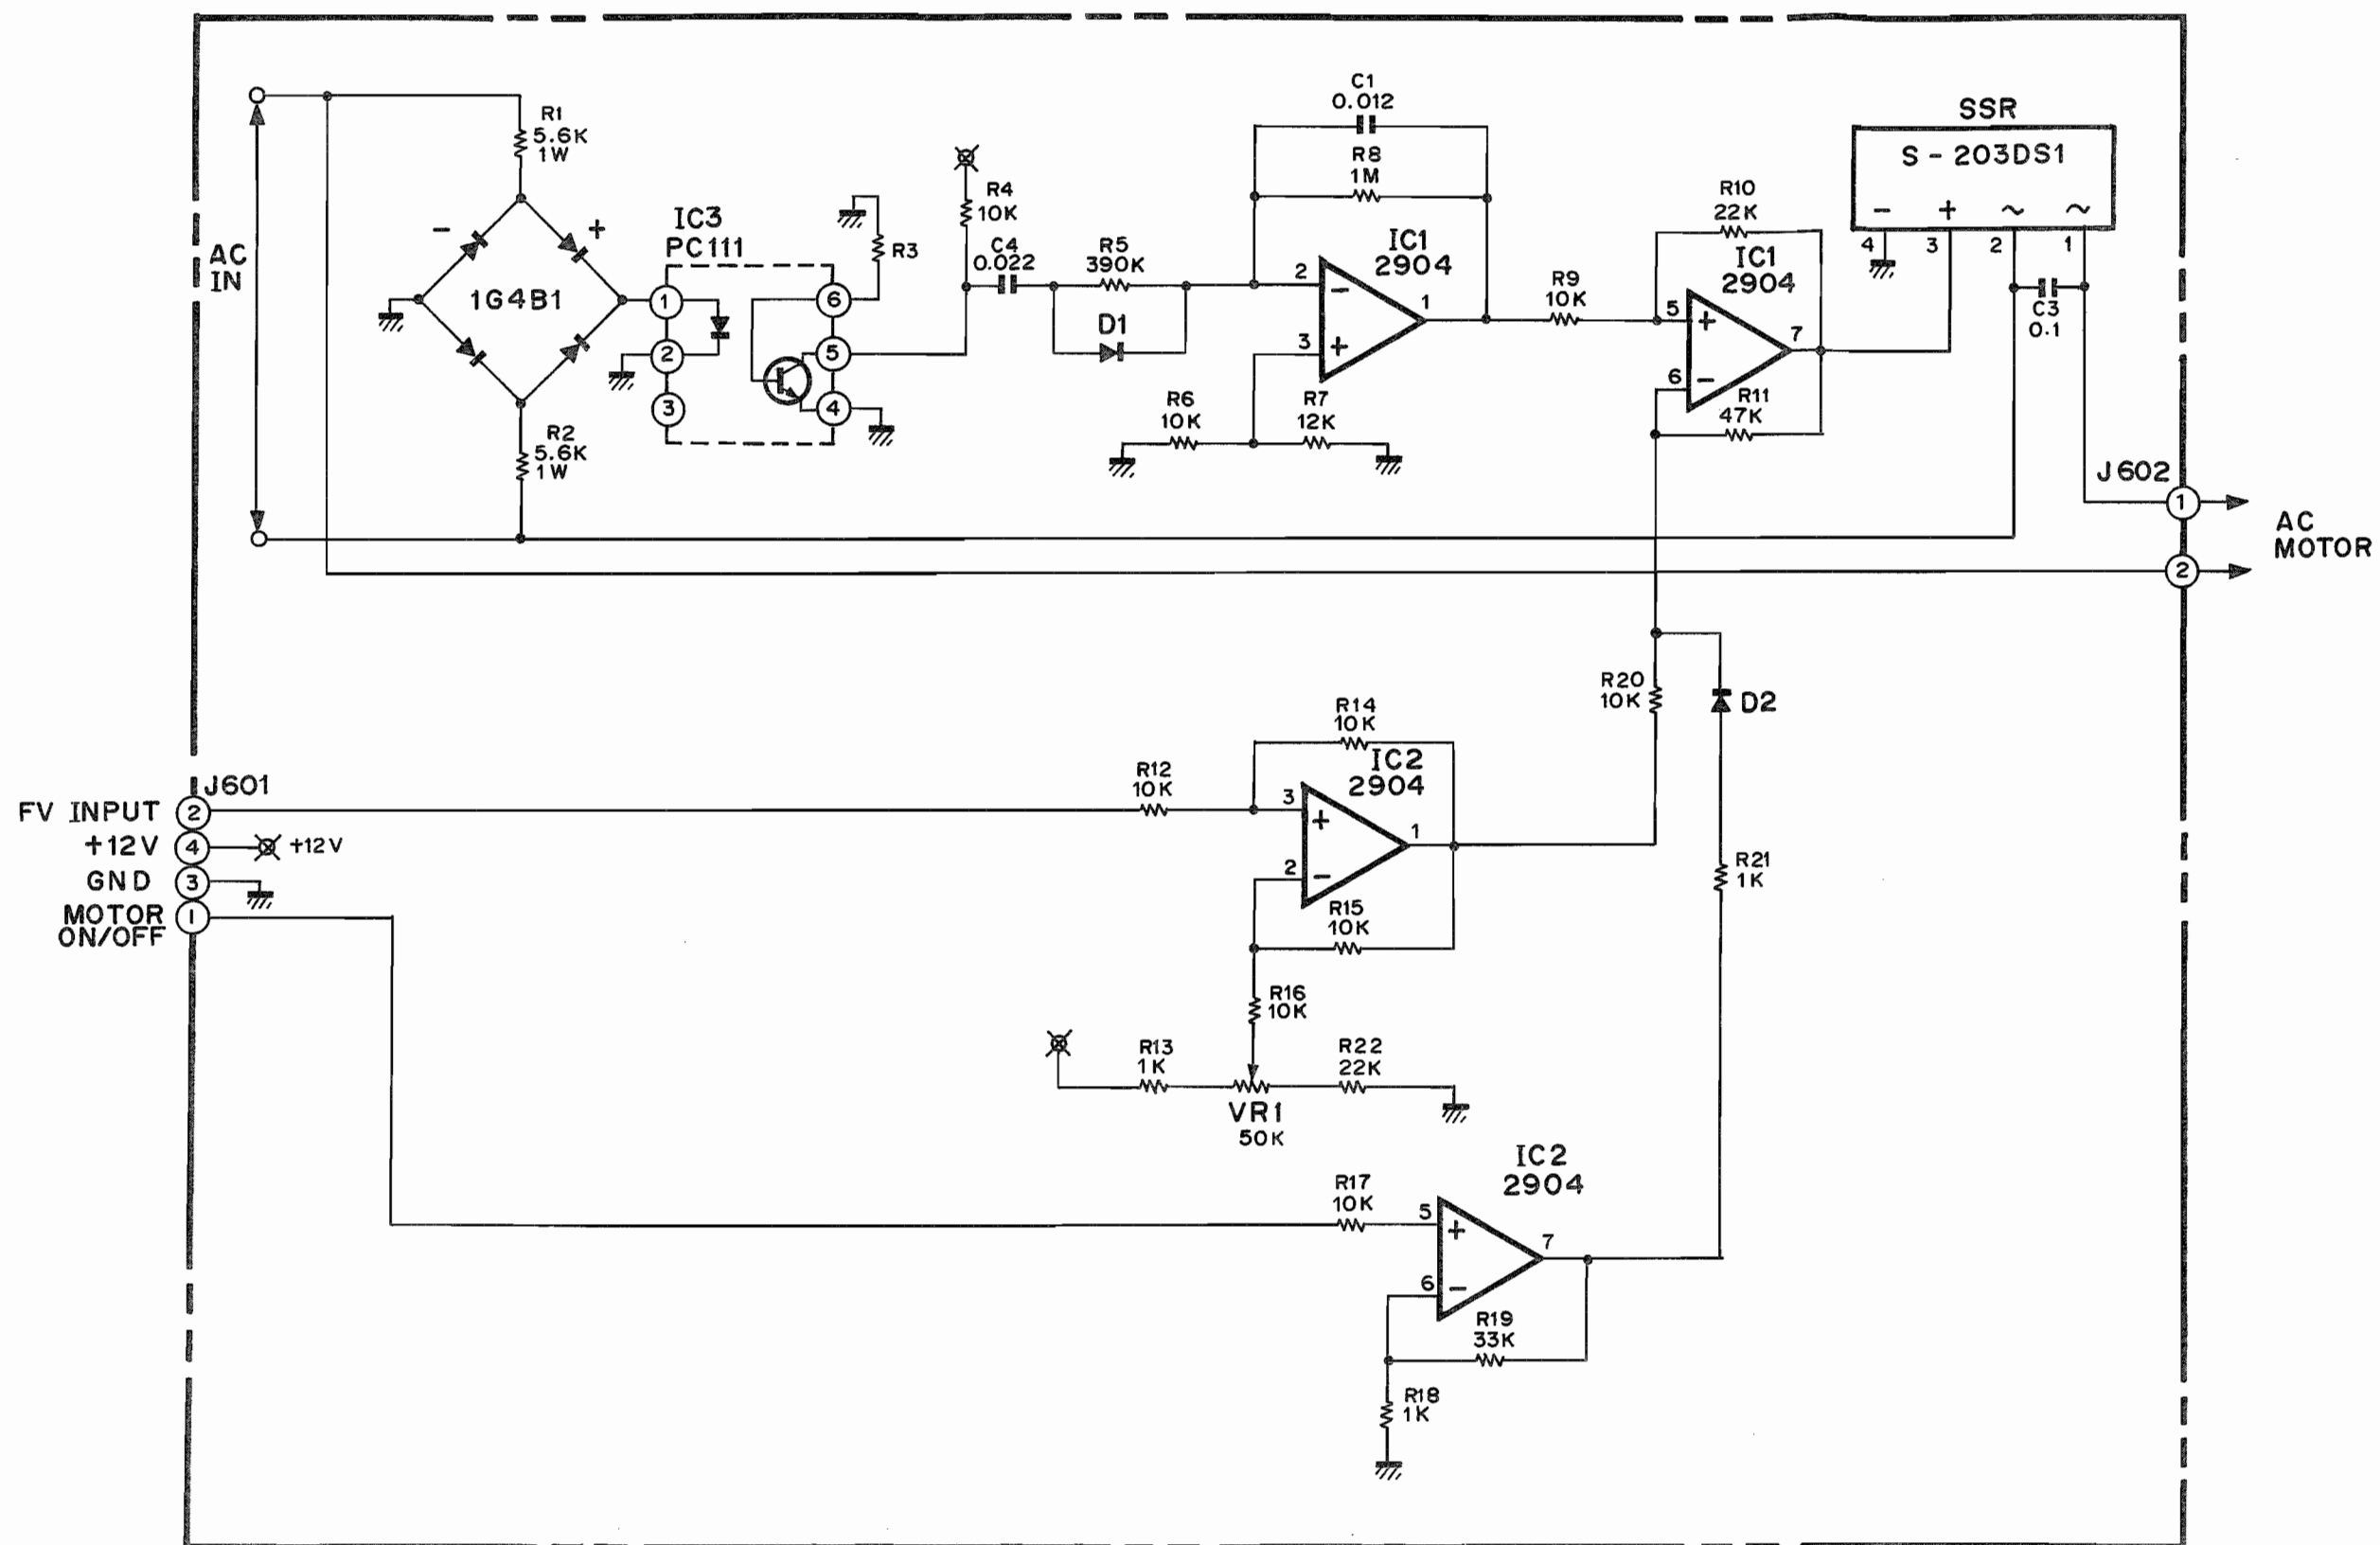 AC
IN
R1
5.6K
1W
−
+
1G4B1
R2
5.6K
1W
IC3
PC111
1
2
3
6
5
4
R3
R4
10K
C4
0.022
R5
390K
D1
C1
0.012
R8
1M
IC1
2904
2
−
3
+
1
R6
10K
R7
12K
R9
10K
R10
22K
IC1
2904
5
+
6
−
7
R11
47K
SSR
S-203DS1
− + ~ ~
4 3 2 1
C3
0.1
J602
1
2
AC
MOTOR
R20
10K
D2
R21
1K
J601
FV INPUT 2
+12V 4 +12V
GND 3
MOTOR
ON/OFF
1
R12
10K
R14
10K
IC2
2904
3
+
2
−
1
R15
10K
R16
10K
R13
1K
VR1
50K
R22
22K
R17
10K
IC2
2904
5
+
6
−
7
R19
33K
R18
1K